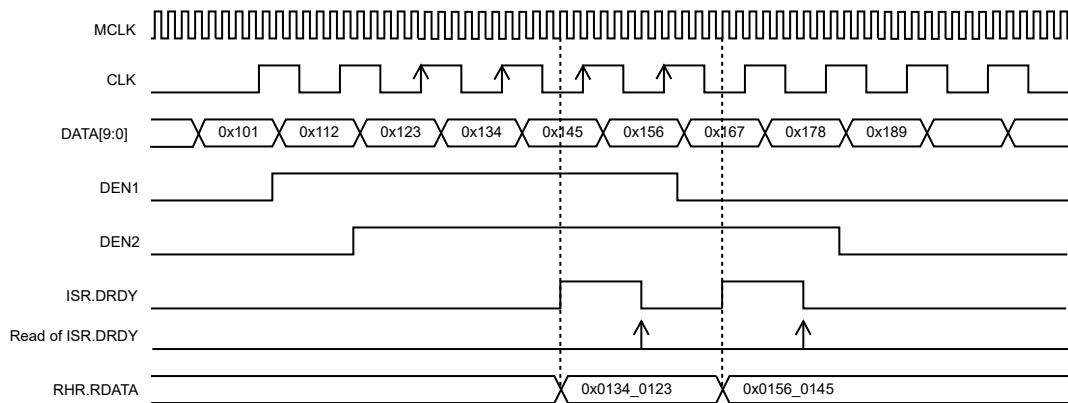 MCLK
CLK
DATA[9:0] 0x101 0x112 0x123 0x134 0x145 0x156 0x167 0x178 0x189
DEN1
DEN2
ISR.DRDY
Read of ISR.DRDY
RHR.RDATA 0x0134_0123 0x0156_0145